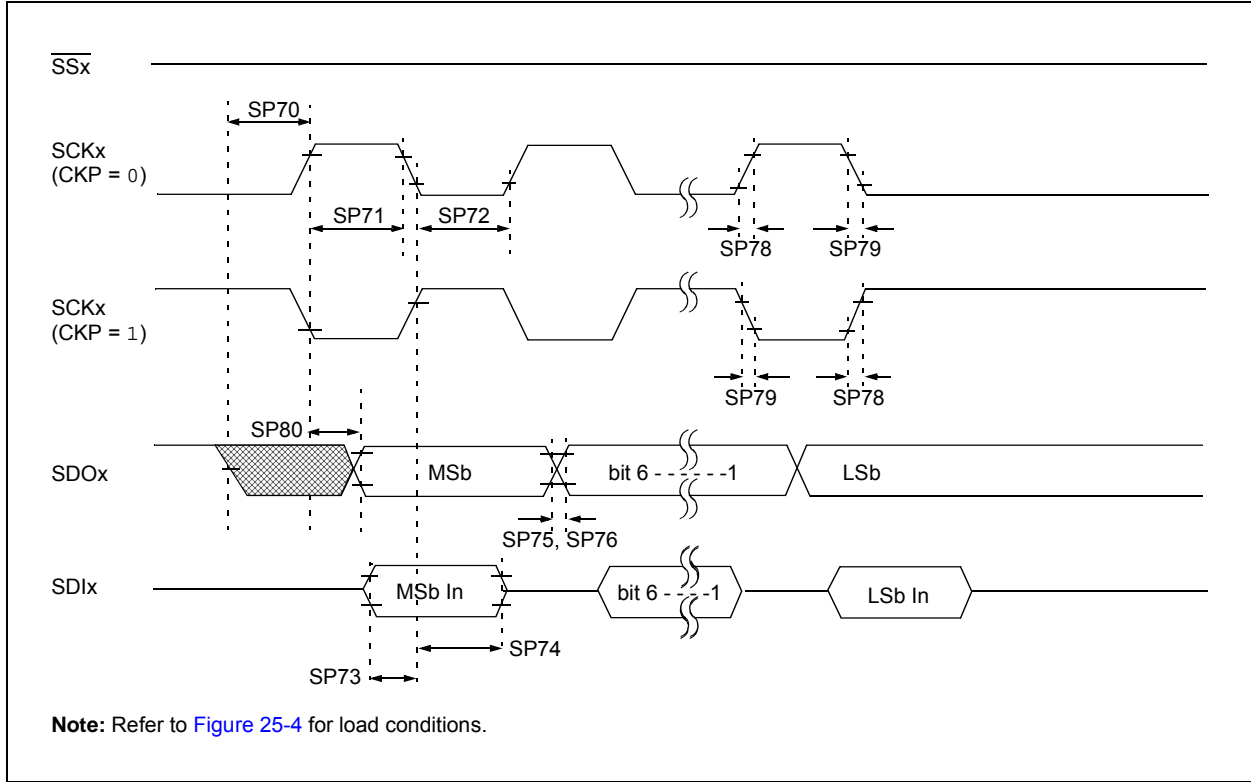 SSx
SP70
SCKx
(CKP = 0)
SP71
SP72
SP78
SP79
SCKx
(CKP = 1)
SP79
SP78
SP80
SDOx
MSb
bit 6 - - - - - -1
LSb
SP75, SP76
SDIx
MSb In
bit 6 - - - - -1
LSb In
SP74
SP73
Note: Refer to Figure 25-4 for load conditions.